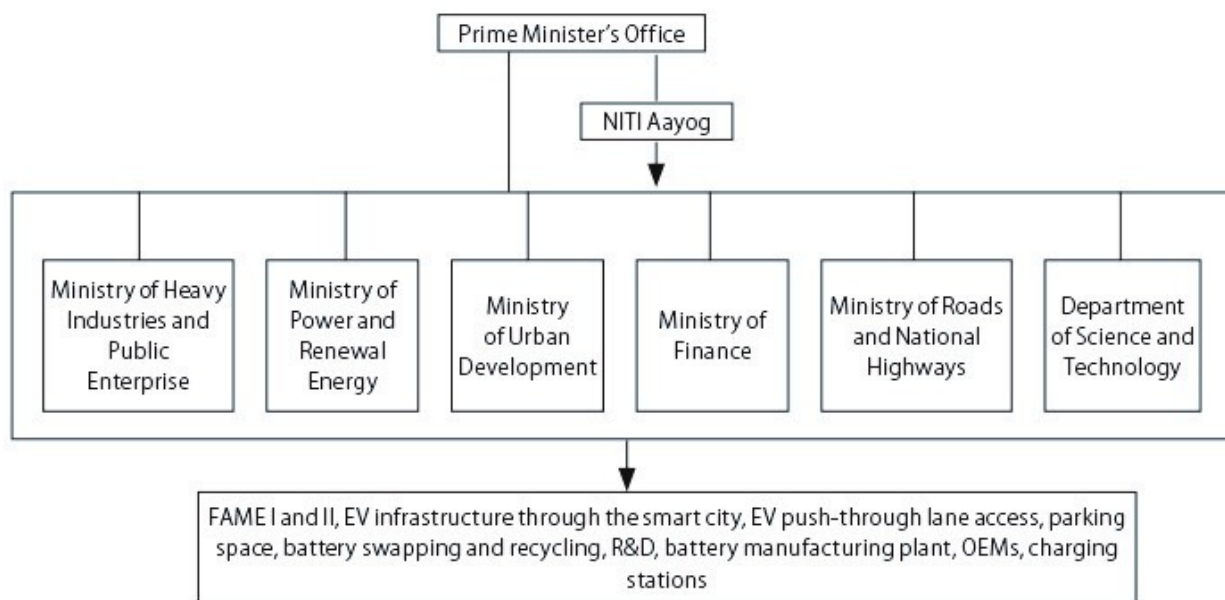 Prime Minister’s Office
NITI Aayog
Ministry of Heavy
Industries and
Public
Enterprise
Ministry of
Power and
Renewal
Energy
Ministry
of Urban
Development
Ministry of
Finance
Ministry of Roads
and National
Highways
Department
of Science and
Technology
FAME I and II, EV infrastructure through the smart city, EV push-through lane access, parking
space, battery swapping and recycling, R&D, battery manufacturing plant, OEMs, charging
stations